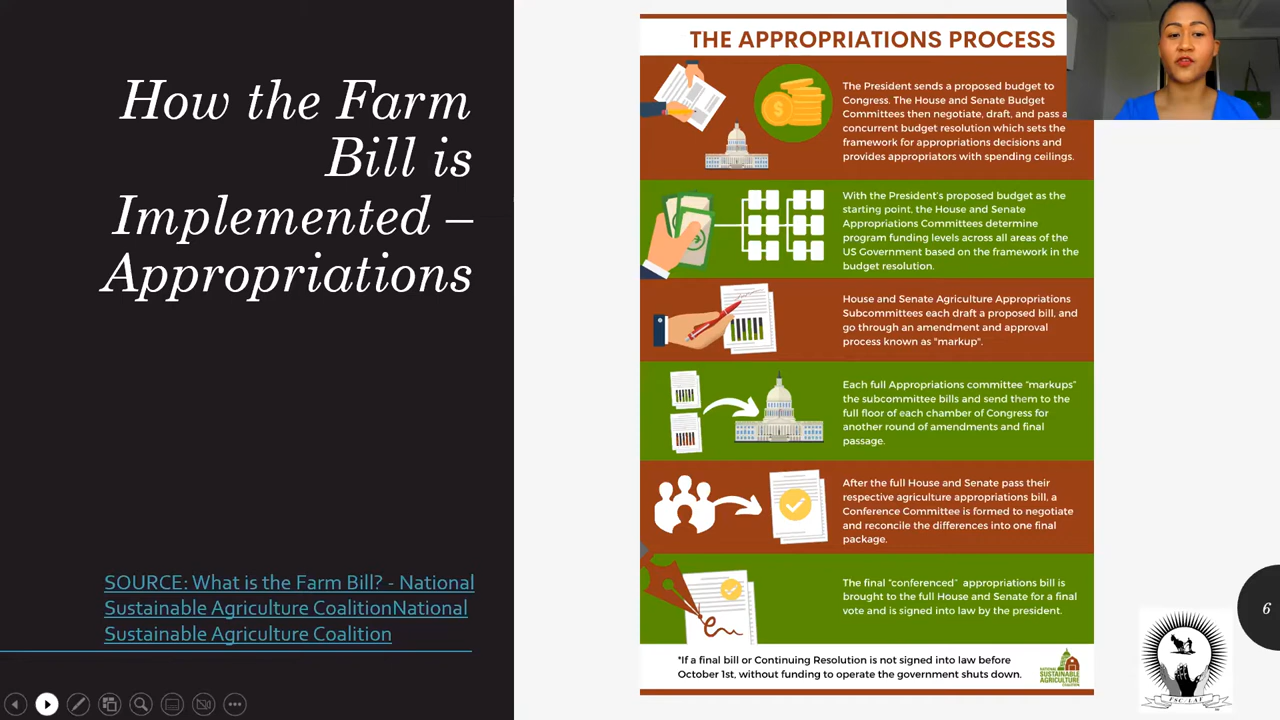 How the Farm
Bill is
Implemented –
Appropriations
SOURCE: What is the Farm Bill? - National
Sustainable Agriculture CoalitionNational
Sustainable Agriculture Coalition
THE APPROPRIATIONS PROCESS
The President sends a proposed budget to
Congress. The House and Senate Budget
Committees then negotiate, draft, and pass a
concurrent budget resolution which sets the
framework for appropriations decisions and
provides appropriators with spending ceilings.
With the President's proposed budget as the
starting point, the House and Senate
Appropriations Committees determine
program funding levels across all areas of the
US Government based on the framework in the
budget resolution.
House and Senate Agriculture Appropriations
Subcommittees each draft a proposed bill, and
go through an amendment and approval
process known as "markup".
Each full Appropriations committee "markups"
the subcommittee bills and send them to the
full floor of each chamber of Congress for
another round of amendments and final
passage.
After the full House and Senate pass their
respective agriculture appropriations bill, a
Conference Committee is formed to negotiate
and reconcile the differences into one final
package.
The final "conferenced" appropriations bill is
brought to the full House and Senate for a final
vote and is signed into law by the president.
*If a final bill or Continuing Resolution is not signed into law before
October 1st, without funding to operate the government shuts down.
NATIONAL
SUSTAINABLE
AGRICULTURE
COALITION
6
FSC/LAF